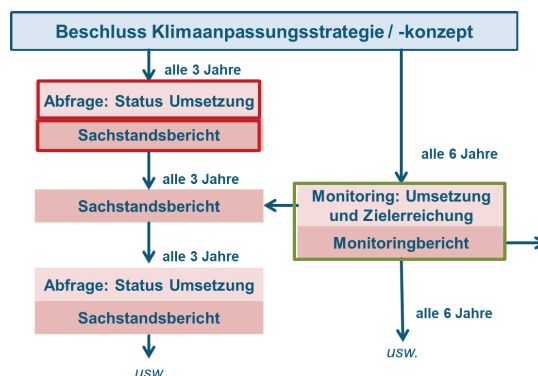 Beschluss Klimaanpassungsstrategie / -konzept
alle 3 Jahre
Abfrage: Status Umsetzung
Sachstandsbericht
alle 3 Jahre
Sachstandsbericht
alle 3 Jahre
Abfrage: Status Umsetzung
Sachstandsbericht
usw.
alle 6 Jahre
Monitoring: Umsetzung
und Zielerreichung
Monitoringbericht
alle 6 Jahre
usw.